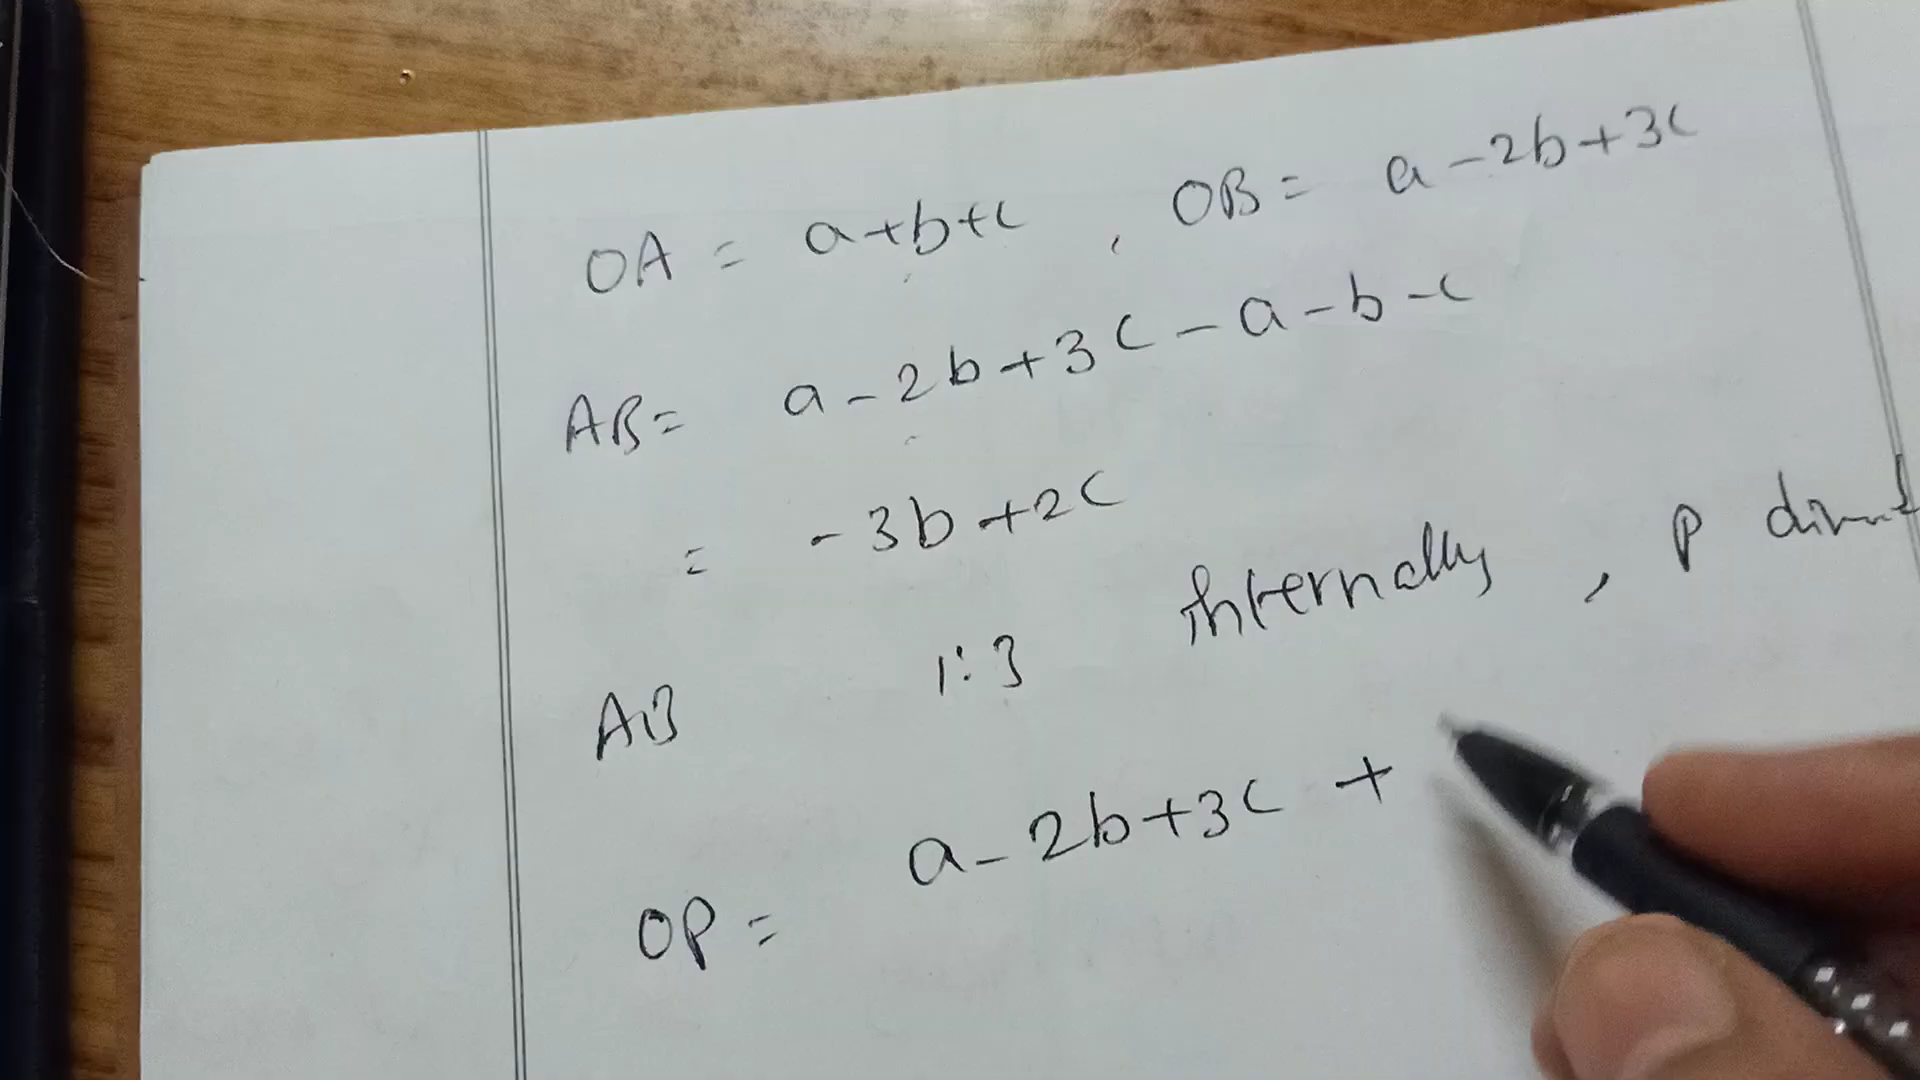 OA = a+b+c , OB = a-2b+3c
AB= a-2b+3c-a-b-c
= -3b+2c
AB 1:3 internally , P
OP = a-2b+3c +